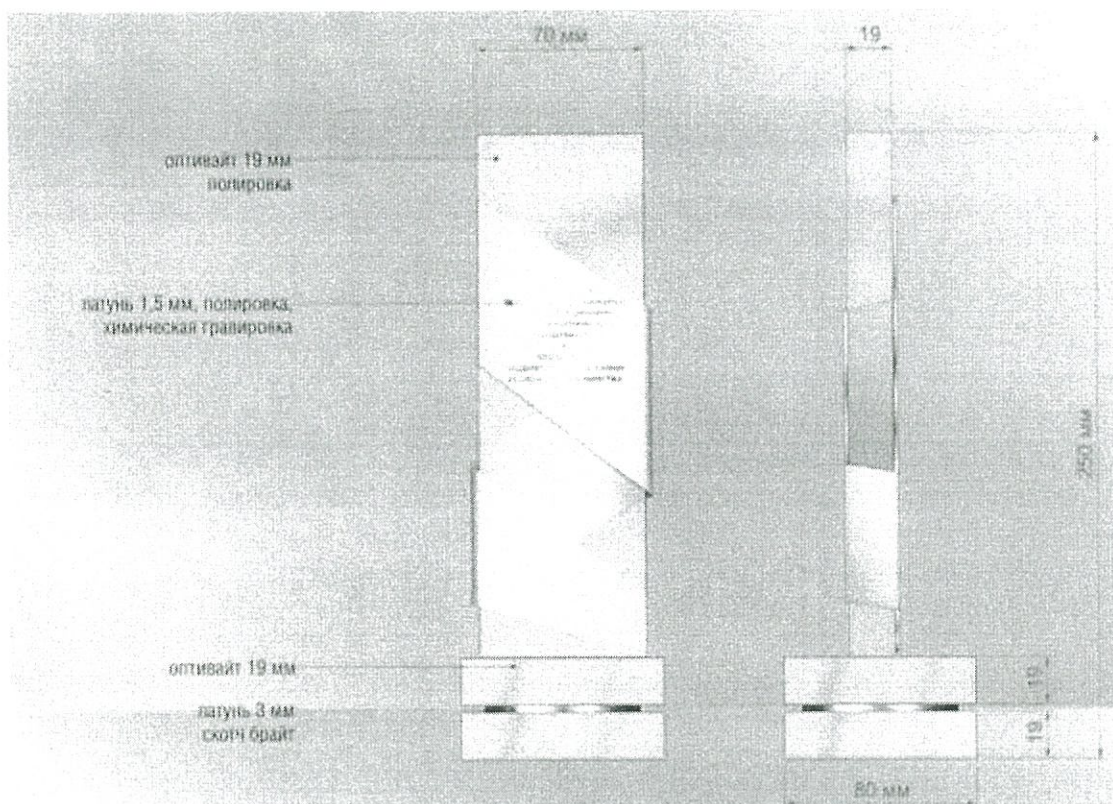 70 мм
19
оптивайт 19 мм
полировка
латунь 1,5 мм, полировка,
химическая гравировка
250 мм
оптивайт 19 мм
латунь 3 мм
скотч брайт
19
19
80 мм